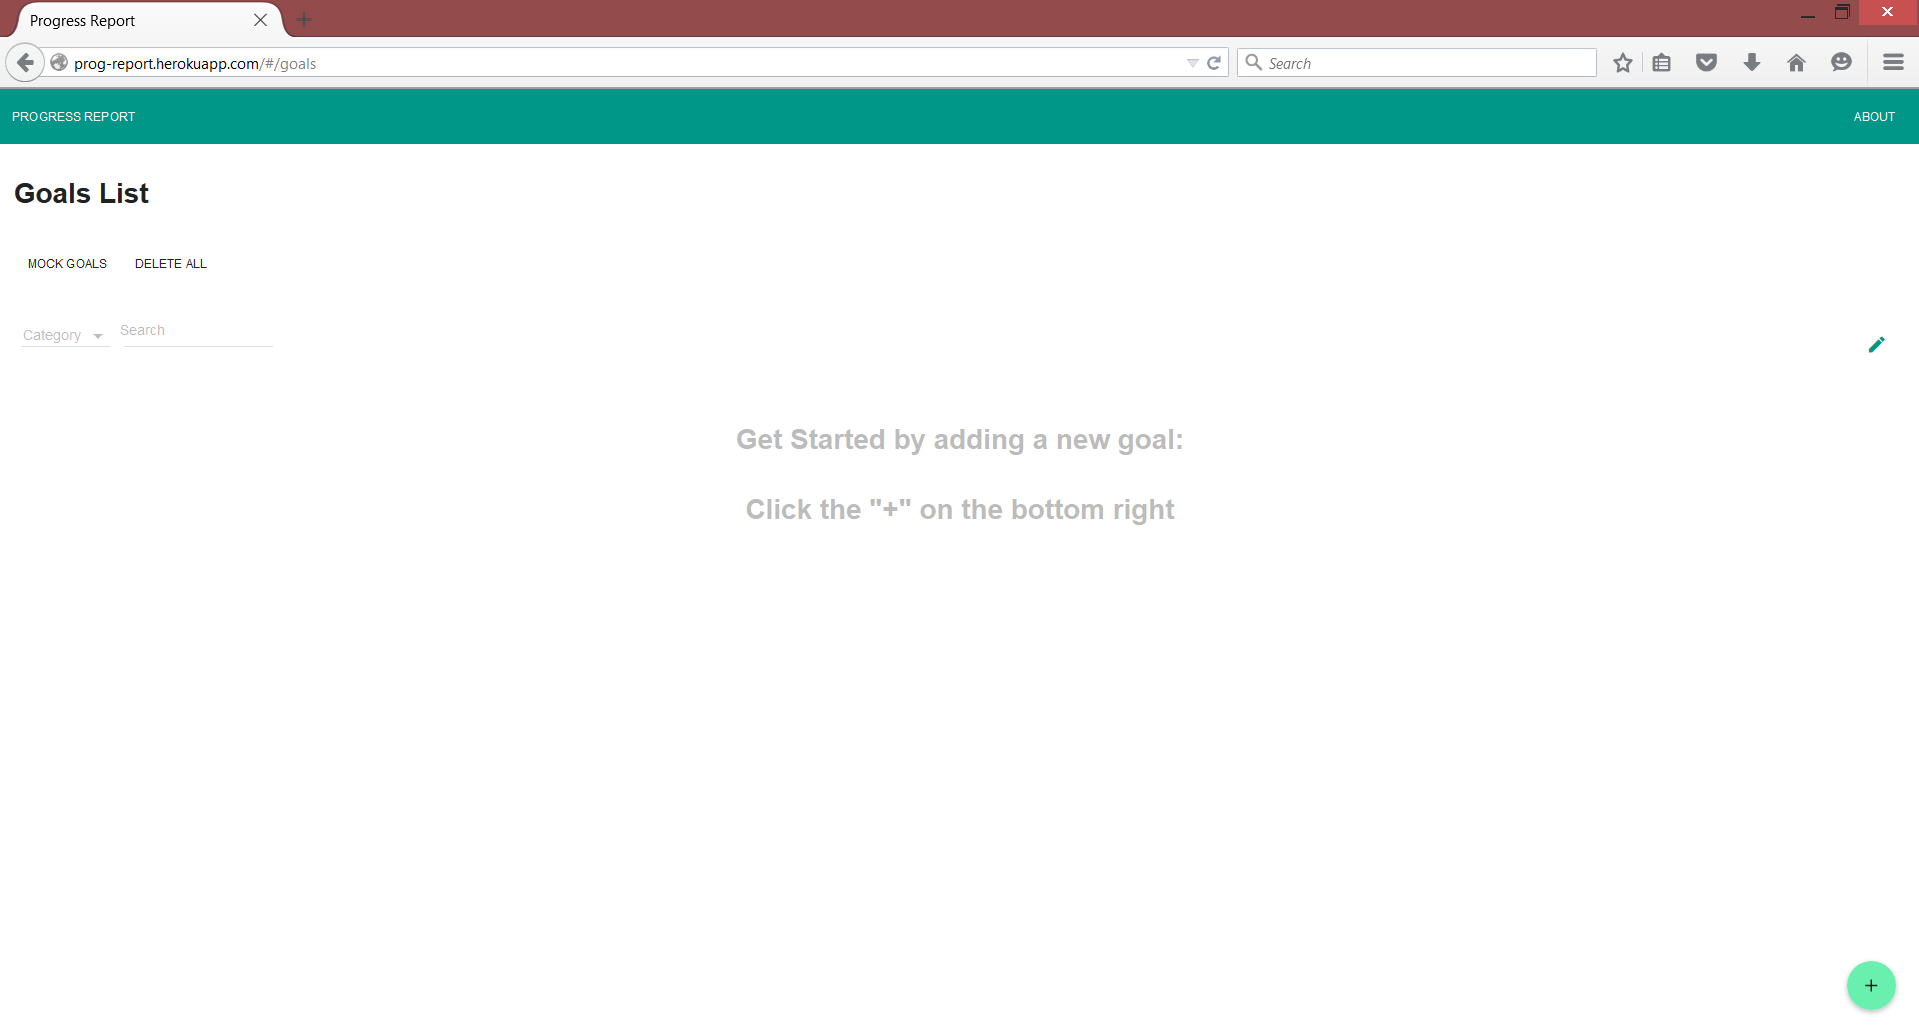 Progress Report
prog-report.herokuapp.com/#/goals
Search
PROGRESS REPORT
ABOUT
Goals List
MOCK GOALS
DELETE ALL
Category
Search
Get Started by adding a new goal:
Click the "+" on the bottom right
+